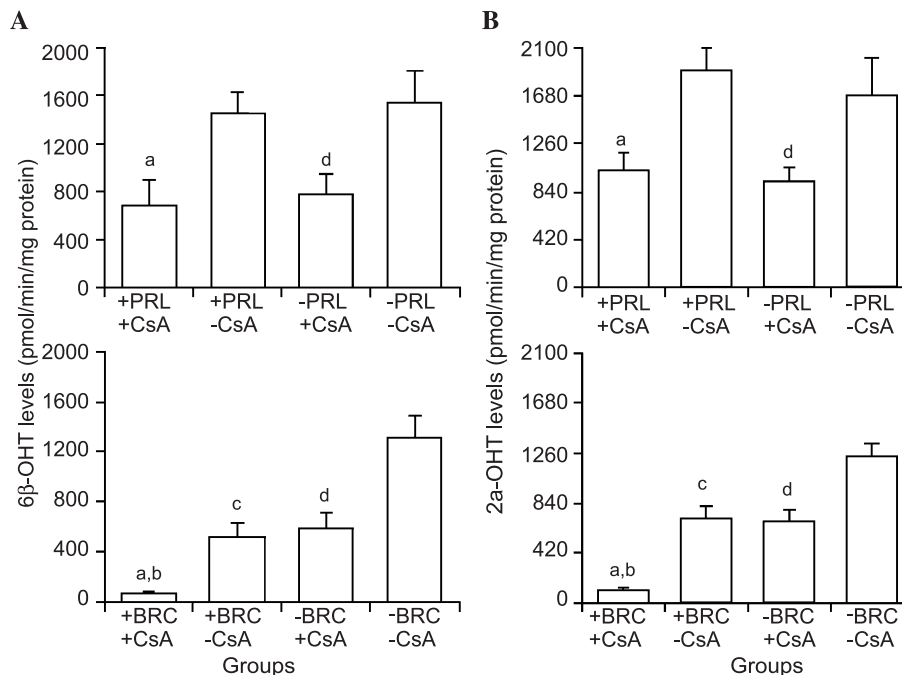 A
6β-OHT levels (pmol/min/mg protein)
2000
1600
1200
800
400
0
a
d
+PRL +PRL -PRL -PRL
+CsA -CsA +CsA -CsA
2000
1600
1200
800
400
0
a,b
c
d
+BRC +BRC -BRC -BRC
+CsA -CsA +CsA -CsA
Groups
B
2a-OHT levels (pmol/min/mg protein)
2100
1680
1260
840
420
0
a
d
+PRL +PRL -PRL -PRL
+CsA -CsA +CsA -CsA
2100
1680
1260
840
420
0
a,b
c
d
+BRC +BRC -BRC -BRC
+CsA -CsA +CsA -CsA
Groups